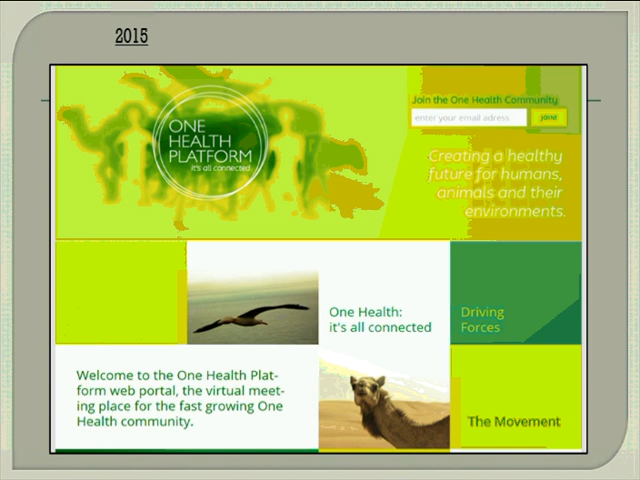 2015
Join the One Health Community
enter your email adress
JOIN!
ONE
HEALTH
PLATFORM
it's all connected
Creating a healthy
future for humans,
animals and their
environments.
One Health:
it's all connected
Driving
Forces
Welcome to the One Health Plat-
form web portal, the virtual meet-
ing place for the fast growing One
Health community.
The Movement